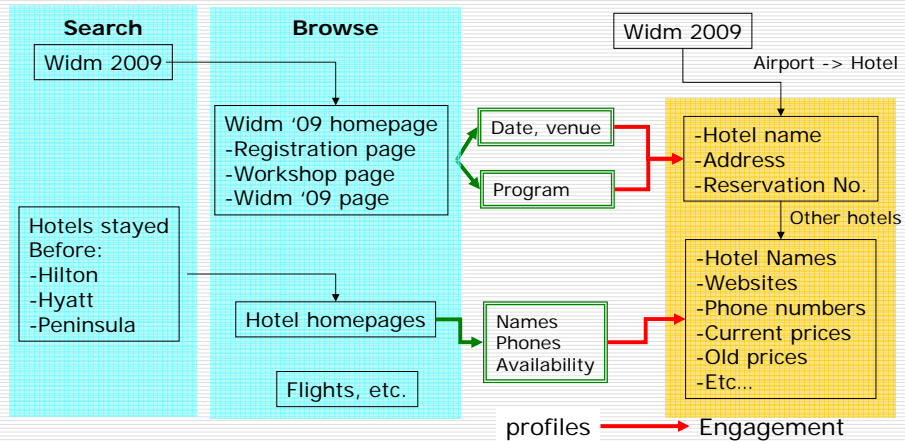 Search
Widm 2009
Hotels stayed
Before:
-Hilton
-Hyatt
-Peninsula
Browse
Widm '09 homepage
-Registration page
-Workshop page
-Widm '09 page
Hotel homepages
Flights, etc.
Date, venue
Program
Names
Phones
Availability
Widm 2009
Airport -> Hotel
-Hotel name
-Address
-Reservation No.
Other hotels
-Hotel Names
-Websites
-Phone numbers
-Current prices
-Old prices
-Etc...
profiles
Engagement